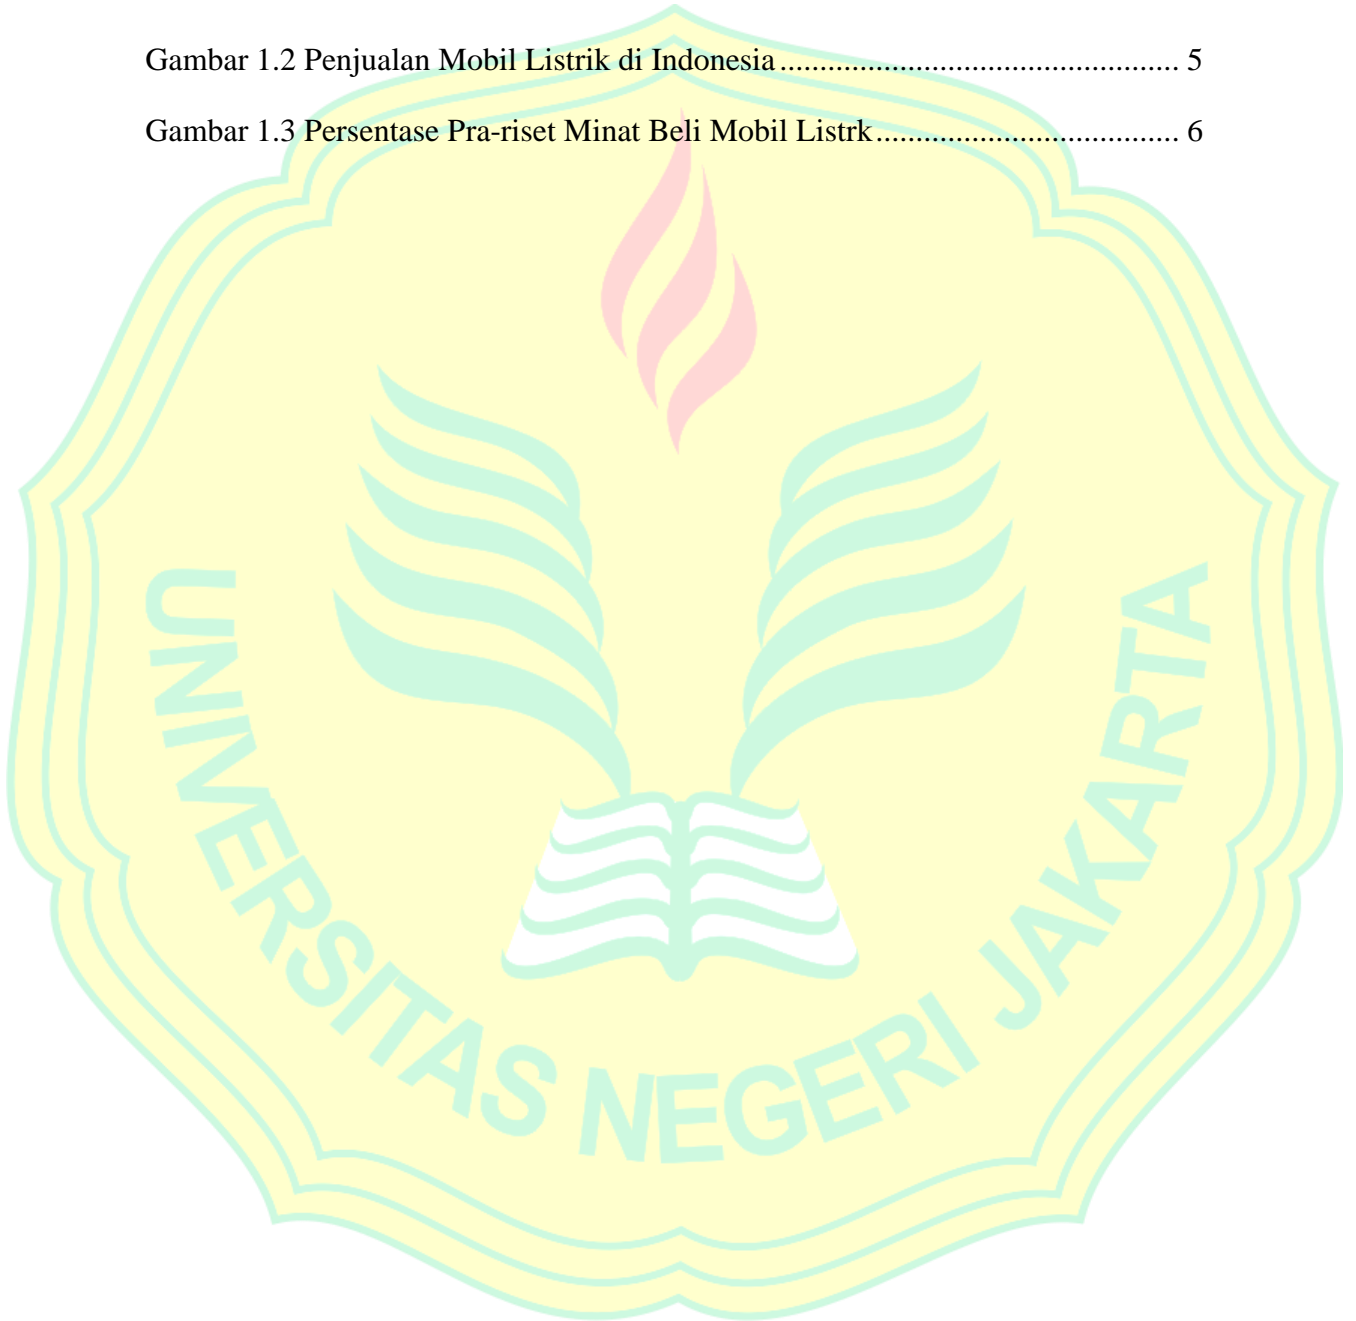 Gambar 1.2 Penjualan Mobil Listrik di Indonesia.................................................. 5
Gambar 1.3 Persentase Pra-riset Minat Beli Mobil Listrk...................................... 6
UNIVERSITAS NEGERI JAKARTA